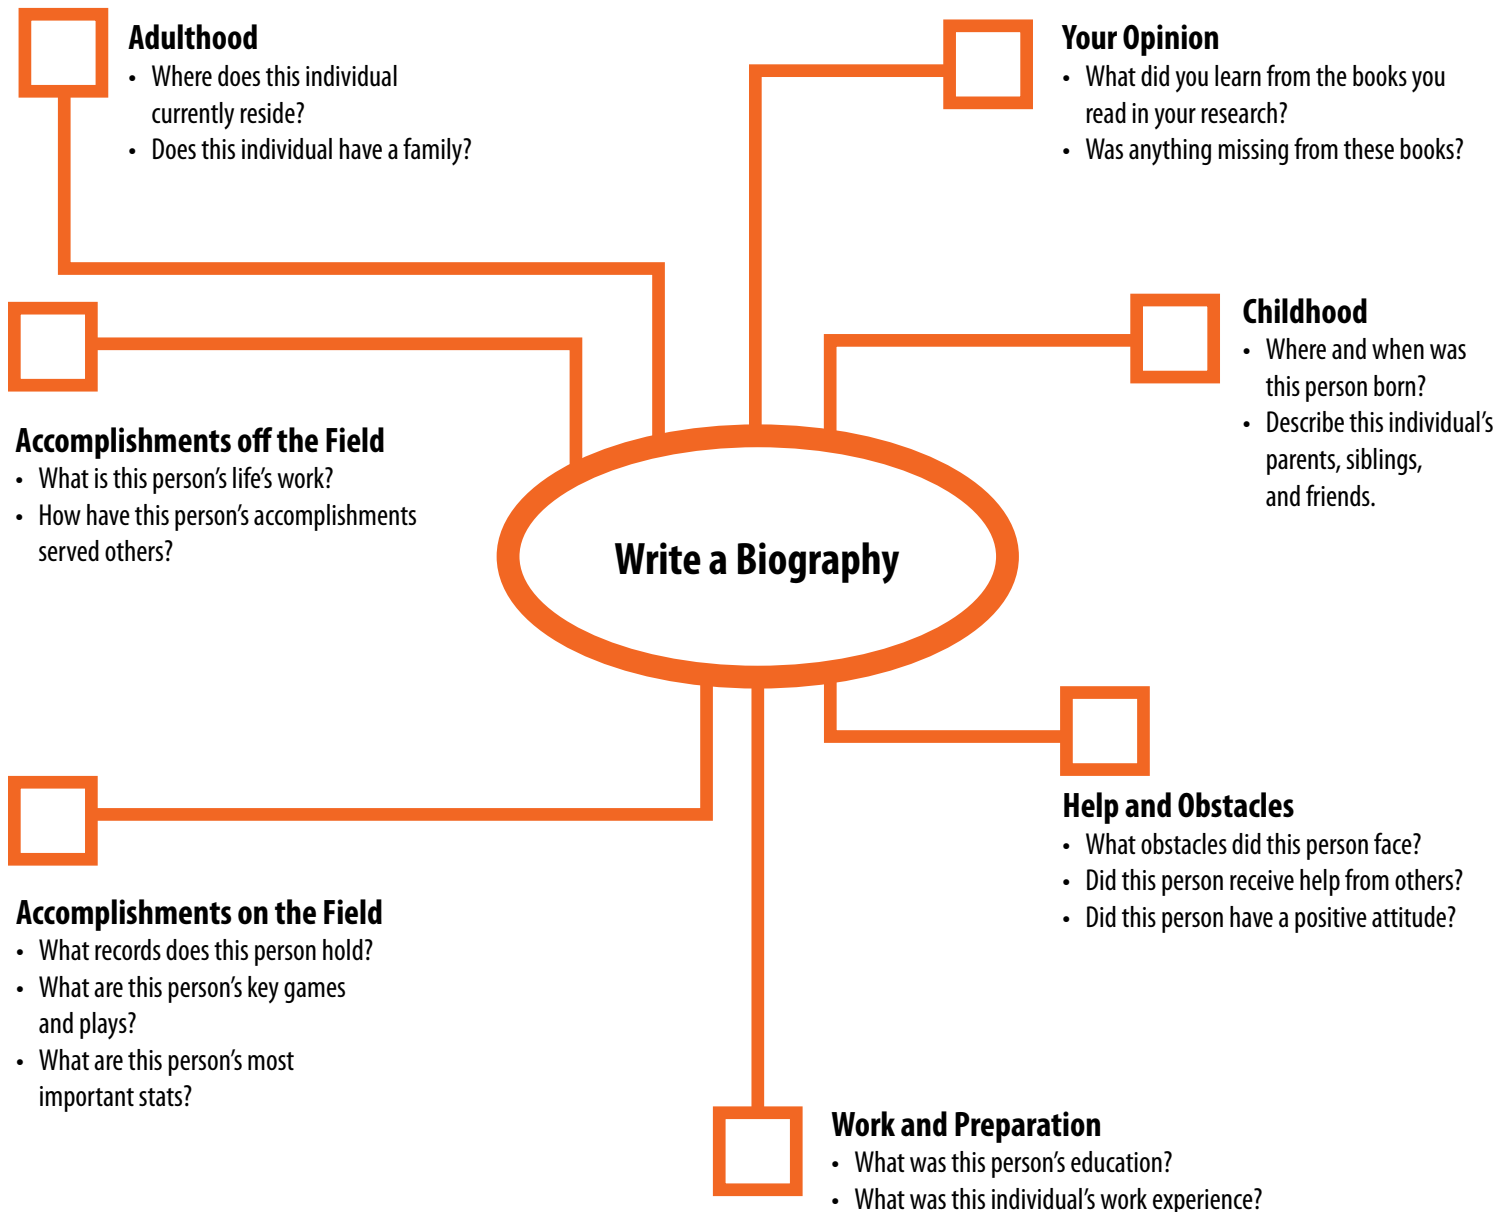 Adulthood
• Where does this individual
currently reside?
• Does this individual have a family?
Your Opinion
• What did you learn from the books you
read in your research?
• Was anything missing from these books?
Childhood
• Where and when was
this person born?
• Describe this individual’s
parents, siblings,
and friends.
Accomplishments off the Field
• What is this person’s life’s work?
• How have this person’s accomplishments
served others?
Write a Biography
Help and Obstacles
• What obstacles did this person face?
• Did this person receive help from others?
• Did this person have a positive attitude?
Accomplishments on the Field
• What records does this person hold?
• What are this person’s key games
and plays?
• What are this person’s most
important stats?
Work and Preparation
• What was this person’s education?
• What was this individual’s work experience?